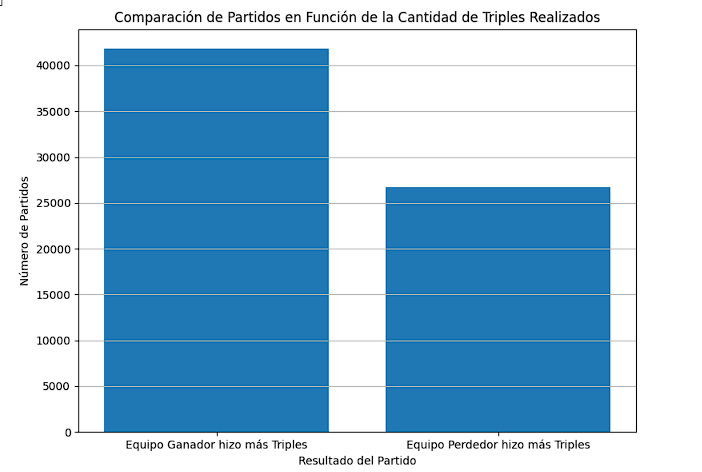 Comparación de Partidos en Función de la Cantidad de Triples Realizados
Número de Partidos
40000
35000
30000
25000
20000
15000
10000
5000
0
Equipo Ganador hizo más Triples
Equipo Perdedor hizo más Triples
Resultado del Partido